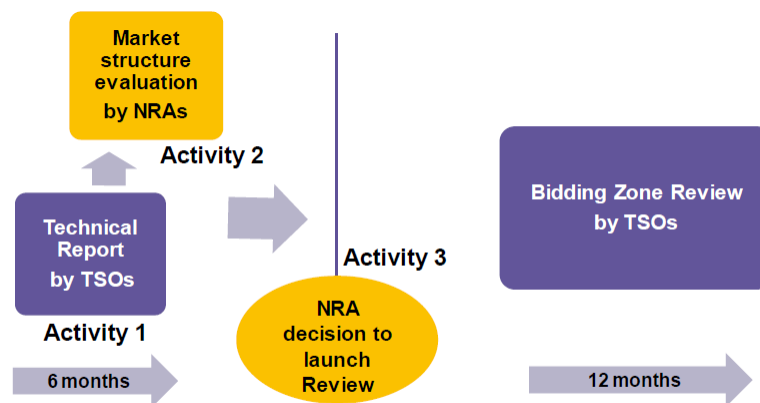 Market
structure
evaluation
by NRAs
Activity 2
Technical
Report
by TSOs
Activity 1
6 months
Activity 3
NRA
decision to
launch
Review
Bidding Zone Review
by TSOs
12 months